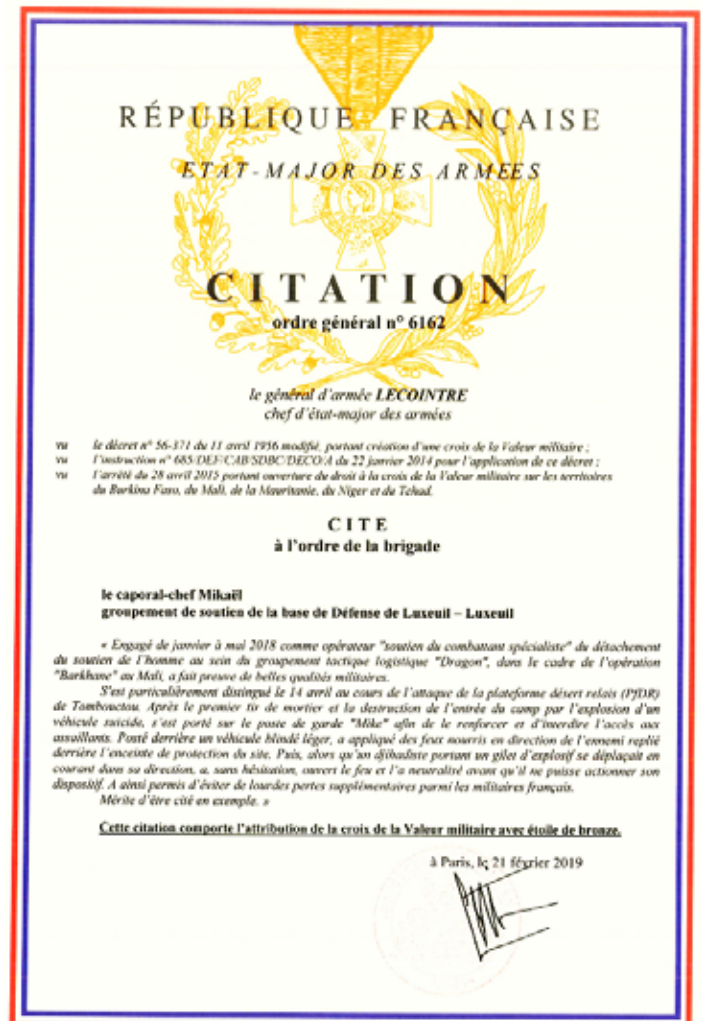 RÉPUBLIQUE FRANÇAISE
ETAT-MAJOR DES ARMEES
CITATION
ordre général n° 6162
le général d'armée LECOINTRE
chef d'état-major des armées
vu le décret n° 56-371 du 11 avril 1956 modifié, portant création d'une croix de la Valeur militaire ;
vu l'instruction n° 685/DEF/CAB/SDBC/DECO/A du 22 janvier 2014 pour l'application de ce décret ;
vu l'arrêté du 28 avril 2015 portant ouverture du droit à la croix de la Valeur militaire sur les territoires
du Burkina Faso, du Mali, de la Mauritanie, du Niger et du Tchad.
CITE
à l'ordre de la brigade
le caporal-chef Mikaël
groupement de soutien de la base de Défense de Luxeuil – Luxeuil
« Engagé de janvier à mai 2018 comme opérateur "soutien du combattant spécialiste" du détachement
du soutien de l'homme au sein du groupement tactique logistique "Dragon", dans le cadre de l'opération
"Barkhane" au Mali, a fait preuve de belles qualités militaires.
S'est particulièrement distingué le 14 avril au cours de l'attaque de la plateforme désert relais (PfDR)
de Tombouctou. Après le premier tir de mortier et la destruction de l'entrée du camp par l'explosion d'un
véhicule suicide, s'est porté sur le poste de garde "Mike" afin de le renforcer et d'interdire l'accès aux
assaillants. Posté derrière un véhicule blindé léger, a appliqué des feux nourris en direction de l'ennemi replié
derrière l'enceinte de protection du site. Puis, alors qu'un djihadiste portant un gilet d'explosif se déplaçait en
courant dans sa direction, a, sans hésitation, ouvert le feu et l'a neutralisé avant qu'il ne puisse actionner son
dispositif. A ainsi permis d'éviter de lourdes pertes supplémentaires parmi les militaires français.
Mérite d'être cité en exemple. »
Cette citation comporte l'attribution de la croix de la Valeur militaire avec étoile de bronze.
à Paris, le 21 février 2019